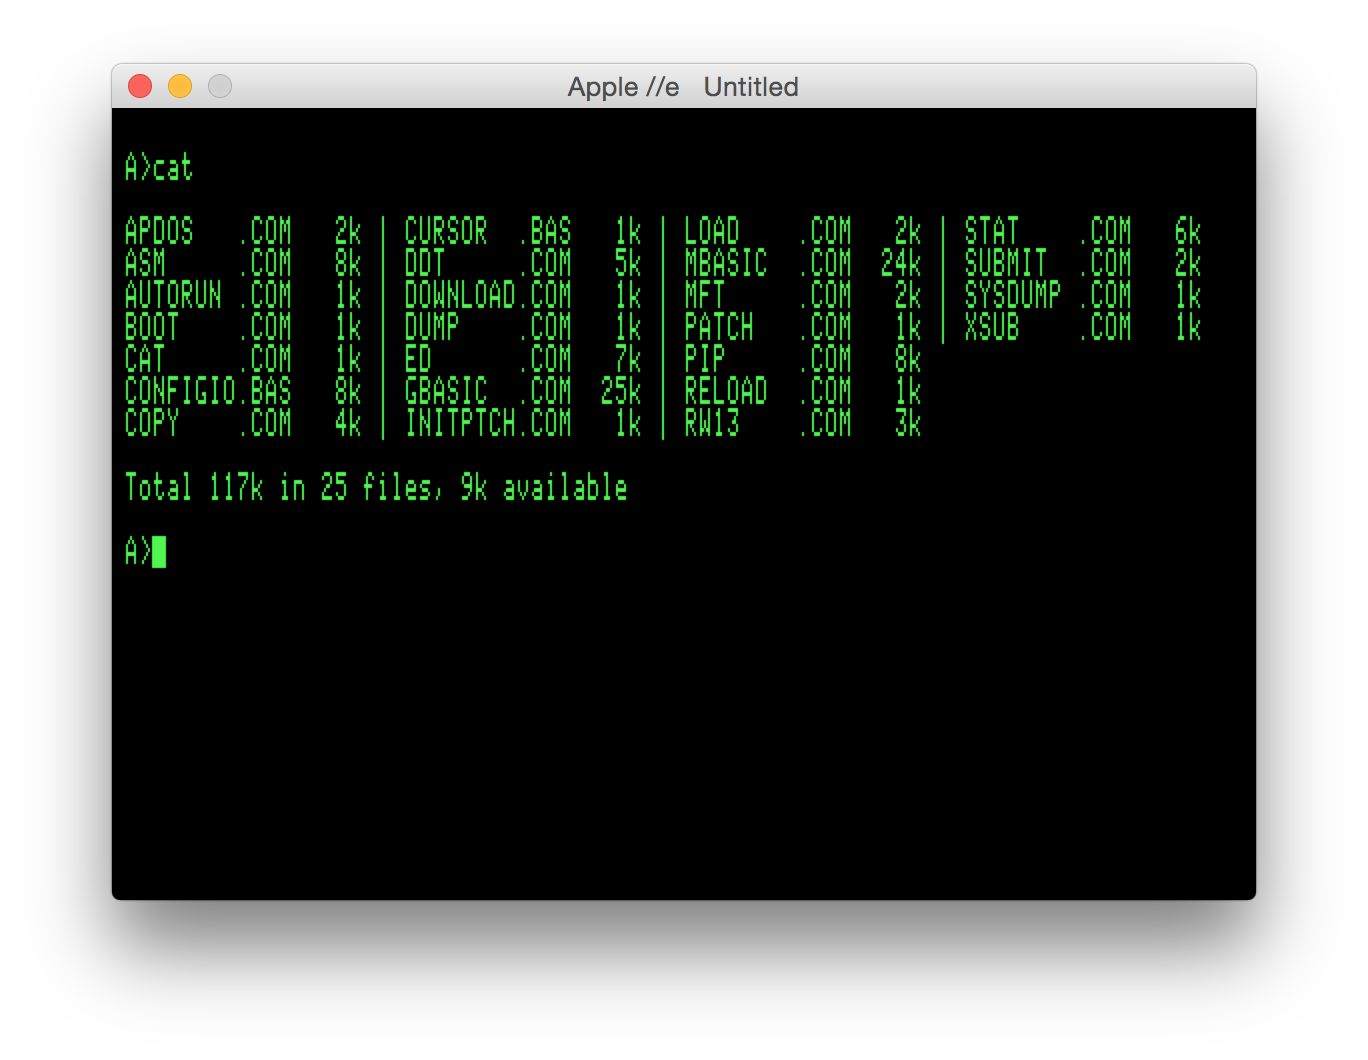 Apple //e Untitled
A>cat
APDOS   .COM   2k | CURSOR  .BAS   1k | LOAD    .COM   2k | STAT    .COM   6k
ASM     .COM   8k | DDT     .COM   5k | MBASIC  .COM  24k | SUBMIT  .COM   2k
AUTORUN .COM   1k | DOWNLOAD.COM   1k | MFT     .COM   2k | SYSDUMP .COM   1k
BOOT    .COM   1k | DUMP    .COM   1k | PATCH   .COM   1k | XSUB    .COM   1k
CAT     .COM   1k | ED      .COM   7k | PIP     .COM   8k
CONFIGIO.BAS   8k | GBASIC  .COM  25k | RELOAD  .COM   1k
COPY    .COM   4k | INITPTCH.COM   1k | RW13    .COM   3k
Total 117k in 25 files, 9k available
A>